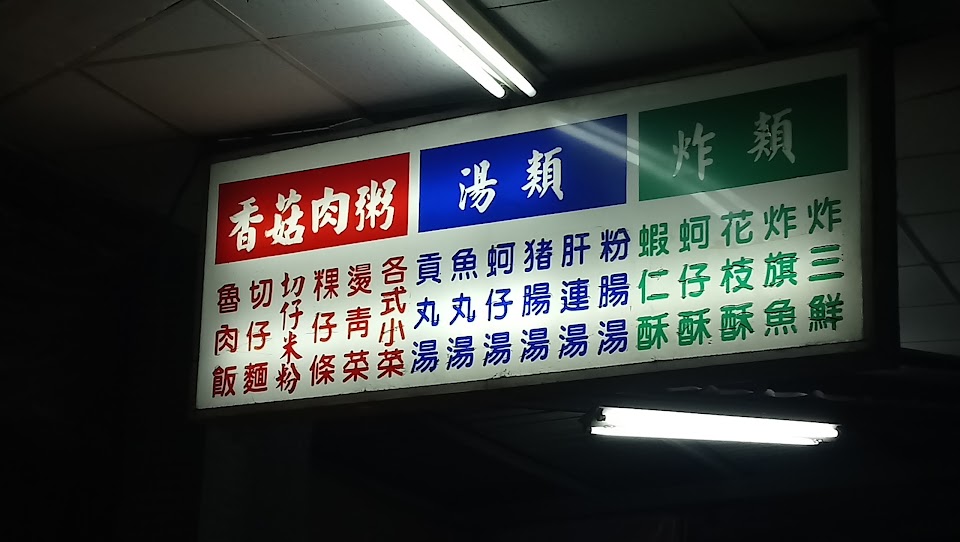 香菇肉粥
魯肉飯
切仔麵
切仔米粉
粿仔條
燙青菜
各式小菜
湯類
貢丸湯
魚丸湯
蚵仔湯
猪腸湯
肝連湯
粉腸湯
炸類
蝦仁酥
蚵仔酥
花枝酥
炸旗魚
炸三鮮